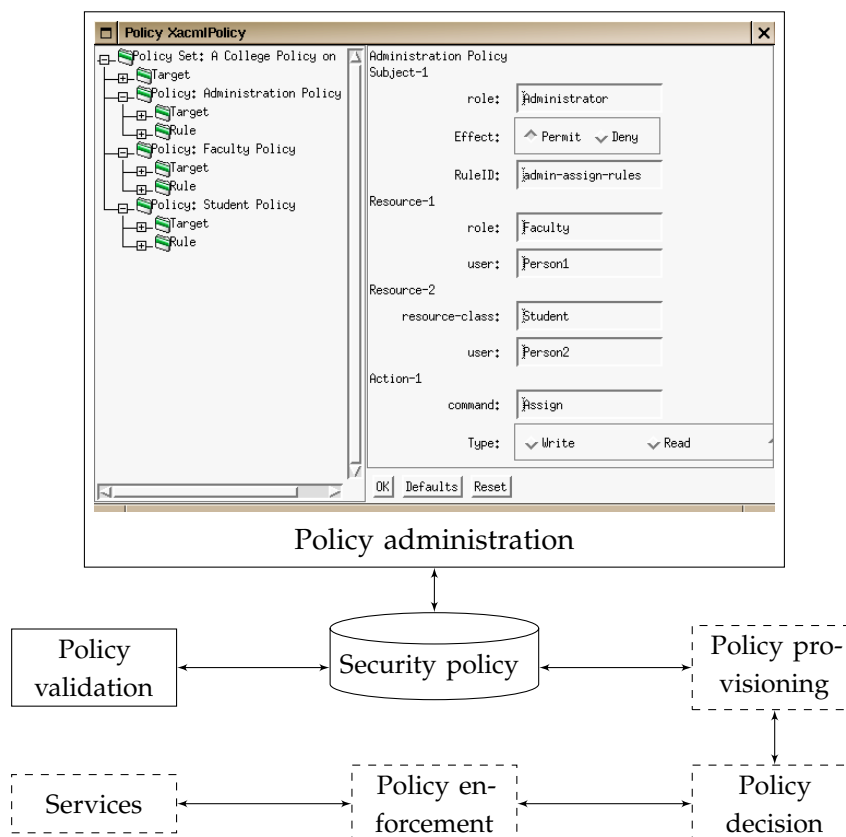 Policy XacmlPolicy
Policy Set: A College Policy on
Target
Policy: Administration Policy
Target
Rule
Policy: Faculty Policy
Target
Rule
Policy: Student Policy
Target
Rule
Administration Policy
Subject-1
role: Administrator
Effect: Permit Deny
RuleID: admin-assign-rules
Resource-1
role: Faculty
user: Person1
Resource-2
resource-class: Student
user: Person2
Action-1
command: Assign
Type: Write Read
OK Defaults Reset
Policy administration
Policy
validation
Security policy
Policy pro-
visioning
Services
Policy en-
forcement
Policy
decision